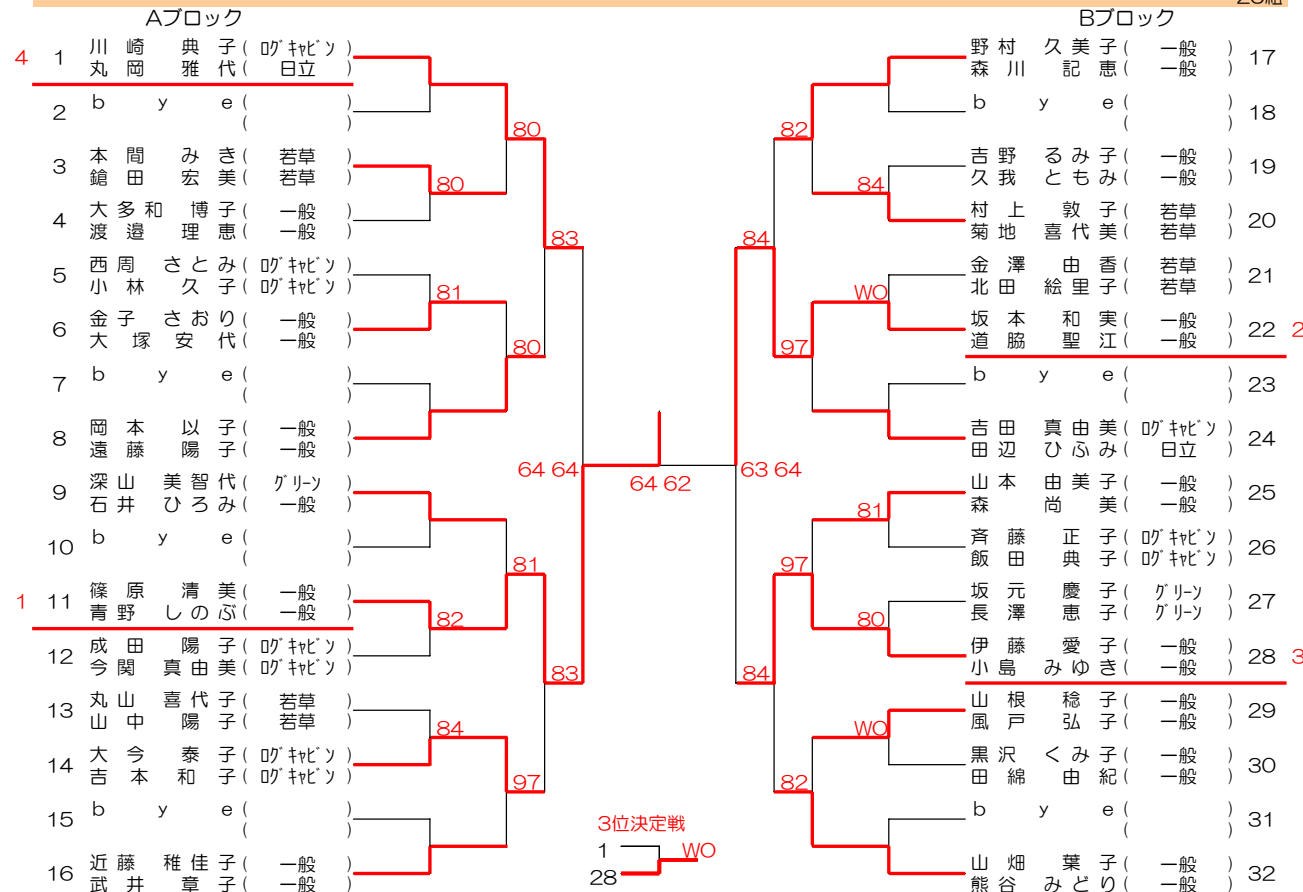 Aブロック Bブロック
4 1 川崎 典子(ログキャビン)
丸岡 雅代(日立)
2 bye( )
( )
3 本間 みき(若草)
鎗田 宏美(若草)
4 大多和 博子(一般)
渡邉 理恵(一般)
5 西周 さとみ(ログキャビン)
小林 久子(ログキャビン)
6 金子 さおり(一般)
大塚 安代(一般)
7 bye( )
( )
8 岡本 以子(一般)
遠藤 陽子(一般)
9 深山 美智代(グリーン)
石井 ひろみ(一般)
10 bye( )
( )
1 11 篠原 清美(一般)
青野 しのぶ(一般)
12 成田 陽子(ログキャビン)
今関 真由美(ログキャビン)
13 丸山 喜代子(若草)
山中 陽子(若草)
14 大今 泰子(ログキャビン)
吉本 和子(ログキャビン)
15 bye( )
( )
16 近藤 稚佳子(一般)
武井 章子(一般)
80
80
83
81
80
64 64
81
82
83
84
97
64 62
63 64
82
84
84
WO
97
81
97
80
84
WO
82
3位決定戦
1
WO
28
野村 久美子(一般) 17
森川 記恵(一般)
bye( ) 18
( )
吉野 るみ子(一般) 19
久我 ともみ(一般)
村上 敦子(若草) 20
菊地 喜代美(若草)
金澤 由香(若草) 21
北田 絵里子(若草)
坂本 和実(一般) 22 2
道脇 聖江(一般)
bye( ) 23
( )
吉田 真由美(ログキャビン) 24
田辺 ひふみ(日立)
山本 由美子(一般) 25
森 尚美(一般)
斉藤 正子(ログキャビン) 26
飯田 典子(ログキャビン)
坂元 慶子(グリーン) 27
長澤 恵子(グリーン)
伊藤 愛子(一般) 28 3
小島 みゆき(一般)
山根 稔子(一般) 29
風戸 弘子(一般)
黒沢 くみ子(一般) 30
田綿 由紀(一般)
bye( ) 31
( )
山畑 葉子(一般) 32
熊谷 みどり(一般)